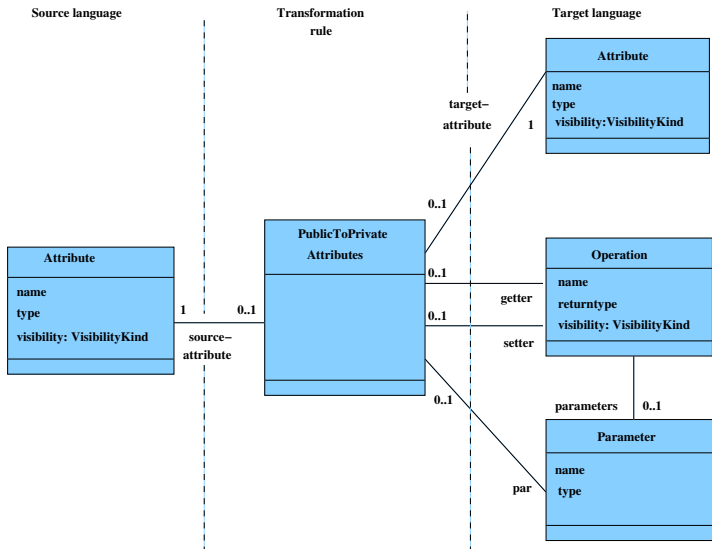 Source language
Transformation
rule
Target language
Attribute
name
type
visibility:VisibilityKind
target-
attribute
1
0..1
PublicToPrivate
Attributes
Attribute
name
type
visibility: VisibilityKind
1
0..1
source-
attribute
0..1
getter
0..1
setter
Operation
name
returntype
visibility: VisibilityKind
0..1
par
parameters
0..1
Parameter
name
type